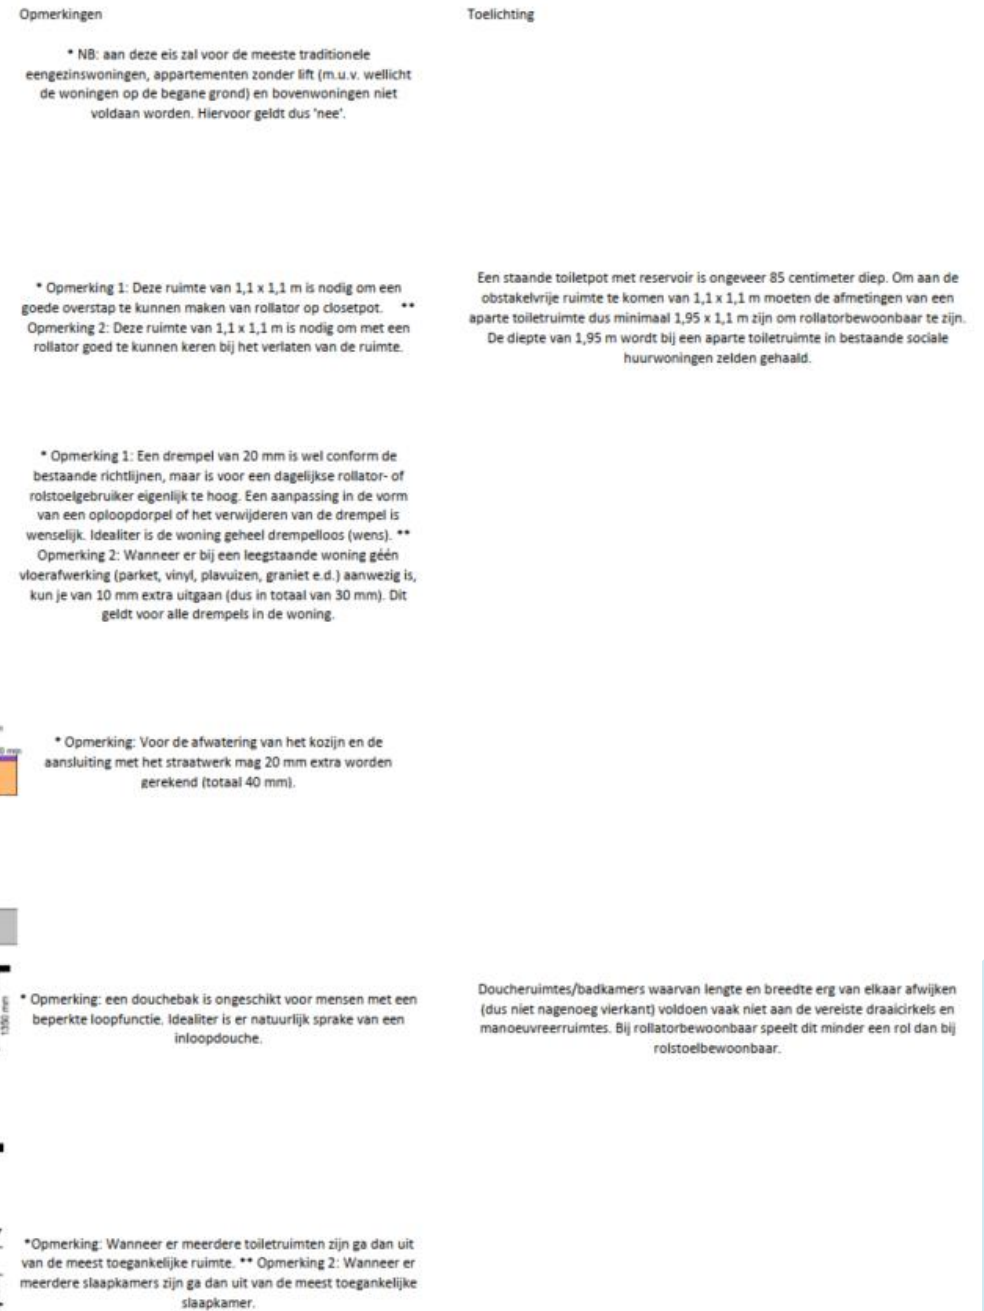 Opmerkingen
Toelichting
* NB: aan deze eis zal voor de meeste traditionele
eengezinswoningen, appartementen zonder lift (m.u.v. wellicht
de woningen op de begane grond) en bovenwoningen niet
voldaan worden. Hiervoor geldt dus 'nee'.
* Opmerking 1: Deze ruimte van 1,1 x 1,1 m is nodig om een
goede overstap te kunnen maken van rollator op closetpot. **
Opmerking 2: Deze ruimte van 1,1 x 1,1 m is nodig om met een
rollator goed te kunnen keren bij het verlaten van de ruimte.
Een staande toiletpot met reservoir is ongeveer 85 centimeter diep. Om aan de
obstakelvrije ruimte te komen van 1,1 x 1,1 m moeten de afmetingen van een
aparte toiletruimte dus minimaal 1,95 x 1,1 m zijn om rollatorbewoonbaar te zijn.
De diepte van 1,95 m wordt bij een aparte toiletruimte in bestaande sociale
huurwoningen zelden gehaald.
* Opmerking 1: Een drempel van 20 mm is wel conform de
bestaande richtlijnen, maar is voor een dagelijkse rollator- of
rolstoelgebruiker eigenlijk te hoog. Een aanpassing in de vorm
van een oploopdorpel of het verwijderen van de drempel is
wenselijk. Idealiter is de woning geheel drempelloos (wens). **
Opmerking 2: Wanneer er bij een leegstaande woning géén
vloerafwerking (parket, vinyl, plavuizen, graniet e.d.) aanwezig is,
kun je van 10 mm extra uitgaan (dus in totaal van 30 mm). Dit
geldt voor alle drempels in de woning.
* Opmerking: Voor de afwatering van het kozijn en de
aansluiting met het straatwerk mag 20 mm extra worden
gerekend (totaal 40 mm).
1350 mm
* Opmerking: een douchebak is ongeschikt voor mensen met een
beperkte loopfunctie. Idealiter is er natuurlijk sprake van een
inloopdouche.
Doucheruimtes/badkamers waarvan lengte en breedte erg van elkaar afwijken
(dus niet nagenoeg vierkant) voldoen vaak niet aan de vereiste draaicirkels en
manoeuvreerruimtes. Bij rollatorbewoonbaar speelt dit minder een rol dan bij
rolstoelbewoonbaar.
*Opmerking: Wanneer er meerdere toiletruimten zijn ga dan uit
van de meest toegankelijke ruimte. ** Opmerking 2: Wanneer er
meerdere slaapkamers zijn ga dan uit van de meest toegankelijke
slaapkamer.